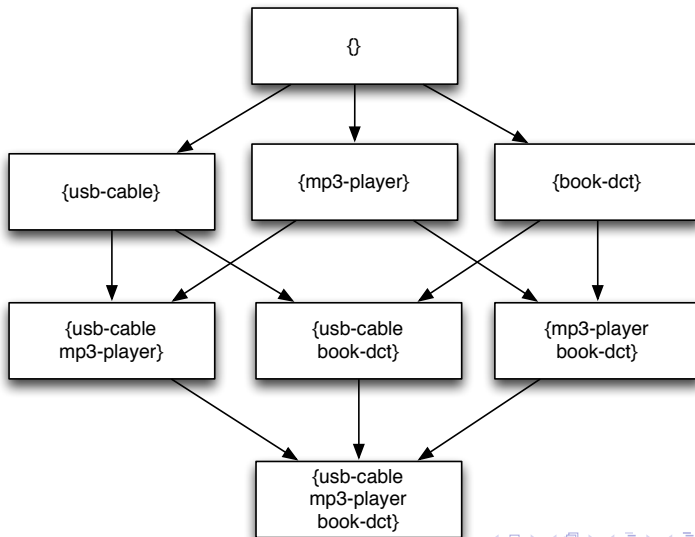 {}
{usb-cable}
{mp3-player}
{book-dct}
{usb-cable
mp3-player}
{usb-cable
book-dct}
{mp3-player
book-dct}
{usb-cable
mp3-player
book-dct}